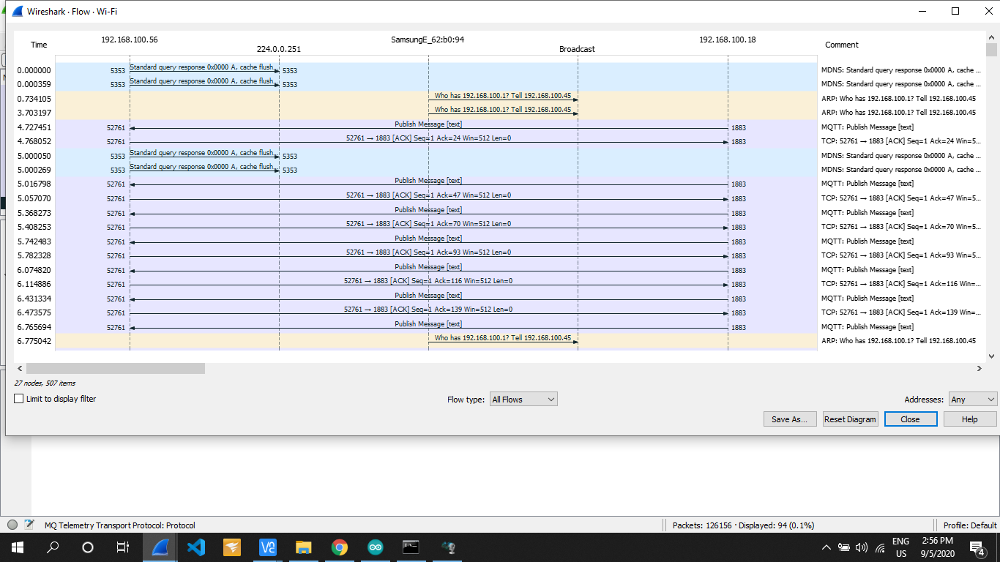 Wireshark · Flow · Wi-Fi
Time
192.168.100.56
224.0.0.251
SamsungE_62:b0:94
Broadcast
192.168.100.18
Comment
0.000000 5353 Standard query response 0x0000 A, cache flush... 5353 MDNS: Standard query response 0x0000 A, cache ...
0.000359 5353 Standard query response 0x0000 A, cache flush... 5353 MDNS: Standard query response 0x0000 A, cache ...
0.734105 Who has 192.168.100.1? Tell 192.168.100.45 ARP: Who has 192.168.100.1? Tell 192.168.100.45
3.703197 Who has 192.168.100.1? Tell 192.168.100.45 ARP: Who has 192.168.100.1? Tell 192.168.100.45
4.727451 52761 Publish Message [text] 1883 MQTT: Publish Message [text]
4.768052 52761 52761 → 1883 [ACK] Seq=1 Ack=24 Win=512 Len=0 1883 TCP: 52761 → 1883 [ACK] Seq=1 Ack=24 Win=5...
5.000050 5353 Standard query response 0x0000 A, cache flush... 5353 MDNS: Standard query response 0x0000 A, cache ...
5.000269 5353 Standard query response 0x0000 A, cache flush... 5353 MDNS: Standard query response 0x0000 A, cache ...
5.016798 52761 Publish Message [text] 1883 MQTT: Publish Message [text]
5.057070 52761 52761 → 1883 [ACK] Seq=1 Ack=47 Win=512 Len=0 1883 TCP: 52761 → 1883 [ACK] Seq=1 Ack=47 Win=5...
5.368273 52761 Publish Message [text] 1883 MQTT: Publish Message [text]
5.408253 52761 52761 → 1883 [ACK] Seq=1 Ack=70 Win=512 Len=0 1883 TCP: 52761 → 1883 [ACK] Seq=1 Ack=70 Win=5...
5.742483 52761 Publish Message [text] 1883 MQTT: Publish Message [text]
5.782328 52761 52761 → 1883 [ACK] Seq=1 Ack=93 Win=512 Len=0 1883 TCP: 52761 → 1883 [ACK] Seq=1 Ack=93 Win=5...
6.074820 52761 Publish Message [text] 1883 MQTT: Publish Message [text]
6.114886 52761 52761 → 1883 [ACK] Seq=1 Ack=116 Win=512 Len=0 1883 TCP: 52761 → 1883 [ACK] Seq=1 Ack=116 Win=...
6.431334 52761 Publish Message [text] 1883 MQTT: Publish Message [text]
6.473575 52761 52761 → 1883 [ACK] Seq=1 Ack=139 Win=512 Len=0 1883 TCP: 52761 → 1883 [ACK] Seq=1 Ack=139 Win=...
6.765694 52761 Publish Message [text] 1883 MQTT: Publish Message [text]
6.775042 Who has 192.168.100.1? Tell 192.168.100.45 ARP: Who has 192.168.100.1? Tell 192.168.100.45
27 nodes, 507 items
Limit to display filter
Flow type: All Flows
Addresses: Any
Save As...
Reset Diagram
Close
Help
MQ Telemetry Transport Protocol: Protocol
Packets: 126156 · Displayed: 94 (0.1%)
Profile: Default
ENG
US
2:56 PM
9/5/2020
4